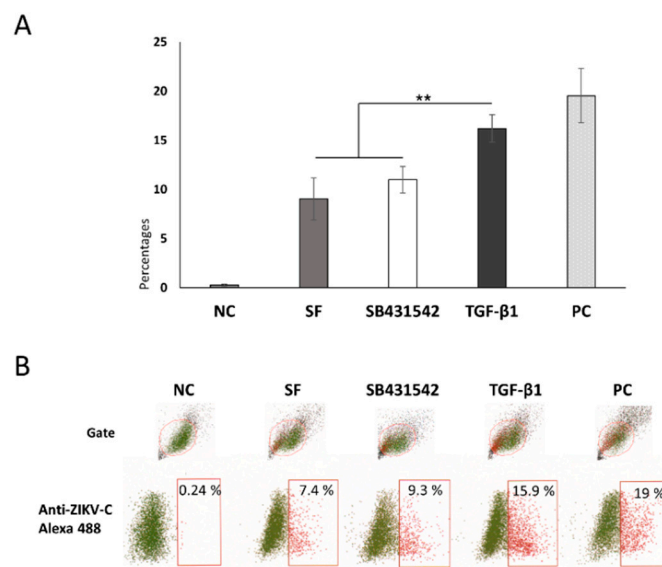 A
25
20
15
10
5
0
Percentages
**
NC SF SB431542 TGF-β1 PC
B
NC SF SB431542 TGF-β1 PC
Gate
Anti-ZIKV-C
Alexa 488
0.24 % 7.4 % 9.3 % 15.9 % 19 %